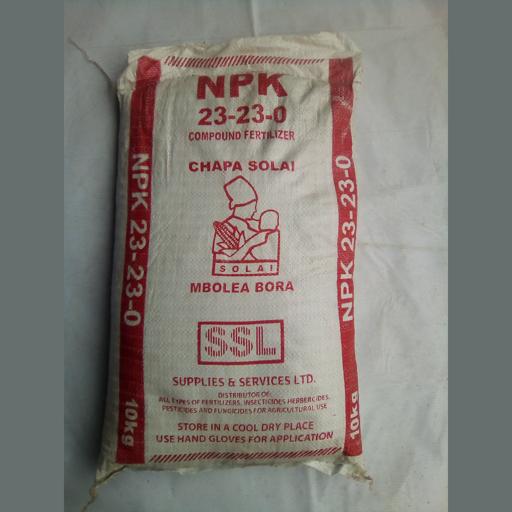 NPK
23-23-0
COMPOUND FERTILIZER
CHAPA SOLAI
SOLAI
MBOLEA BORA
SSL
SUPPLIES & SERVICES LTD.
DISTRIBUTOR OF:
ALL TYPES OF FERTILIZERS, INSECTICIDES HERBERCIDES,
PESTICIDES AND FUNGICIDES FOR AGRICULTURAL USE
STORE IN A COOL DRY PLACE
USE HAND GLOVES FOR APPLICATION
NPK 23-23-0
10kg
NPK 23-23-0
10kg